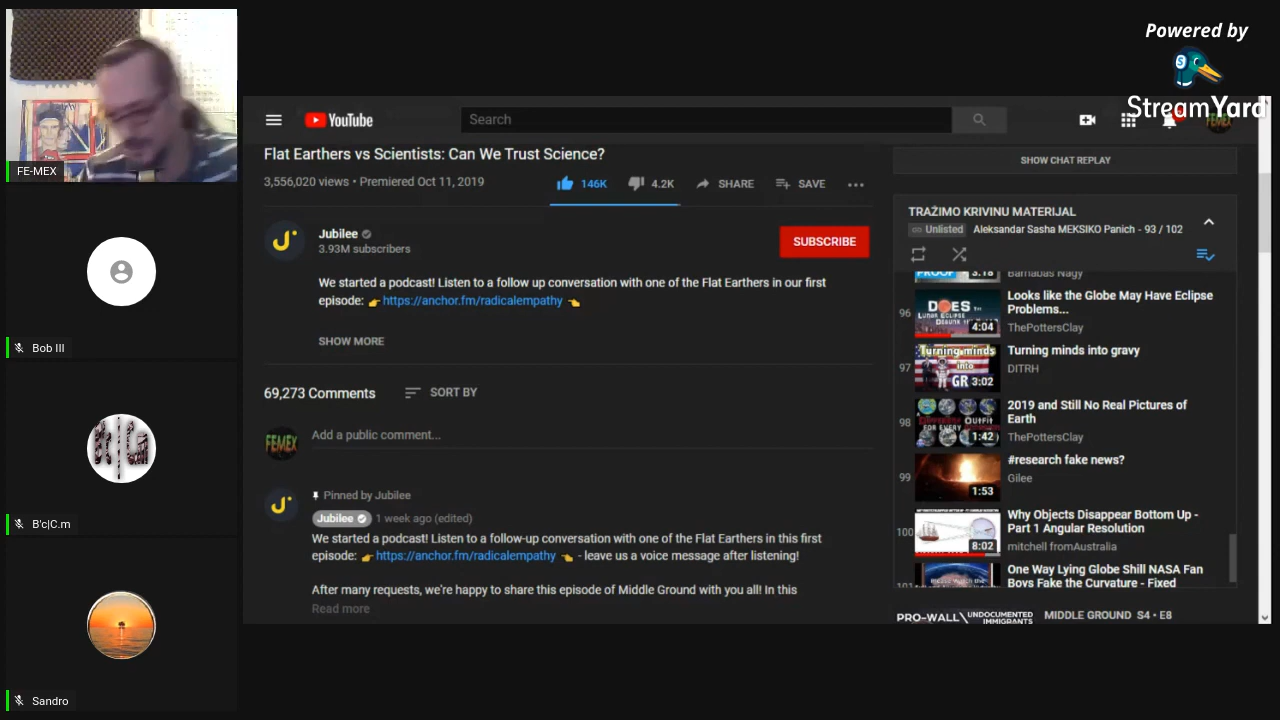 Powered by
StreamYard
FE-MEX
Bob III
B'c|C.m
Sandro
YouTube
Search
Flat Earthers vs Scientists: Can We Trust Science?
3,556,020 views • Premiered Oct 11, 2019
146K
4.2K
SHARE
SAVE
Jubilee
3.93M subscribers
SUBSCRIBE
We started a podcast! Listen to a follow up conversation with one of the Flat Earthers in our first
episode: 👉 https://anchor.fm/radicalempathy 👈
SHOW MORE
69,273 Comments
SORT BY
FEMEX
Add a public comment...
Pinned by Jubilee
Jubilee 1 week ago (edited)
We started a podcast! Listen to a follow-up conversation with one of the Flat Earthers in this first
episode: 👉 https://anchor.fm/radicalempathy 👈 - leave us a voice message after listening!
After many requests, we're happy to share this episode of Middle Ground with you all! In this
Read more
SHOW CHAT REPLAY
TRAŽIMO KRIVINU MATERIJAL
Unlisted Aleksandar Sasha MEKSIKO Panich - 93 / 102
PROOF
3:18
Barnabas Nagy
96
DOES
4:04
Looks like the Globe May Have Eclipse
Problems...
ThePottersClay
97
Turning minds
into
GR
3:02
Turning minds into gravy
DITRH
98
1:42
2019 and Still No Real Pictures of
Earth
ThePottersClay
99
1:53
#research fake news?
Gilee
100
8:02
Why Objects Disappear Bottom Up -
Part 1 Angular Resolution
mitchell fromAustralia
101
One Way Lying Globe Shill NASA Fan
Boys Fake the Curvature - Fixed
PRO-WALL
UNDOCUMENTED
IMMIGRANTS
MIDDLE GROUND S4 • E8